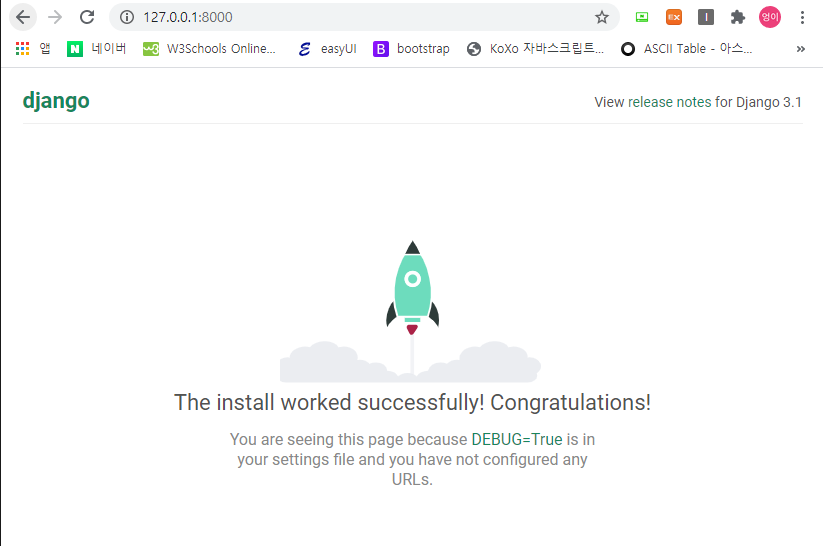 127.0.0.1:8000
엉이
앱
네이버
W3Schools Online...
easyUI
bootstrap
KoXo 자바스크립트...
ASCII Table - 아스...
»
django
View release notes for Django 3.1
The install worked successfully! Congratulations!
You are seeing this page because DEBUG=True is in
your settings file and you have not configured any
URLs.